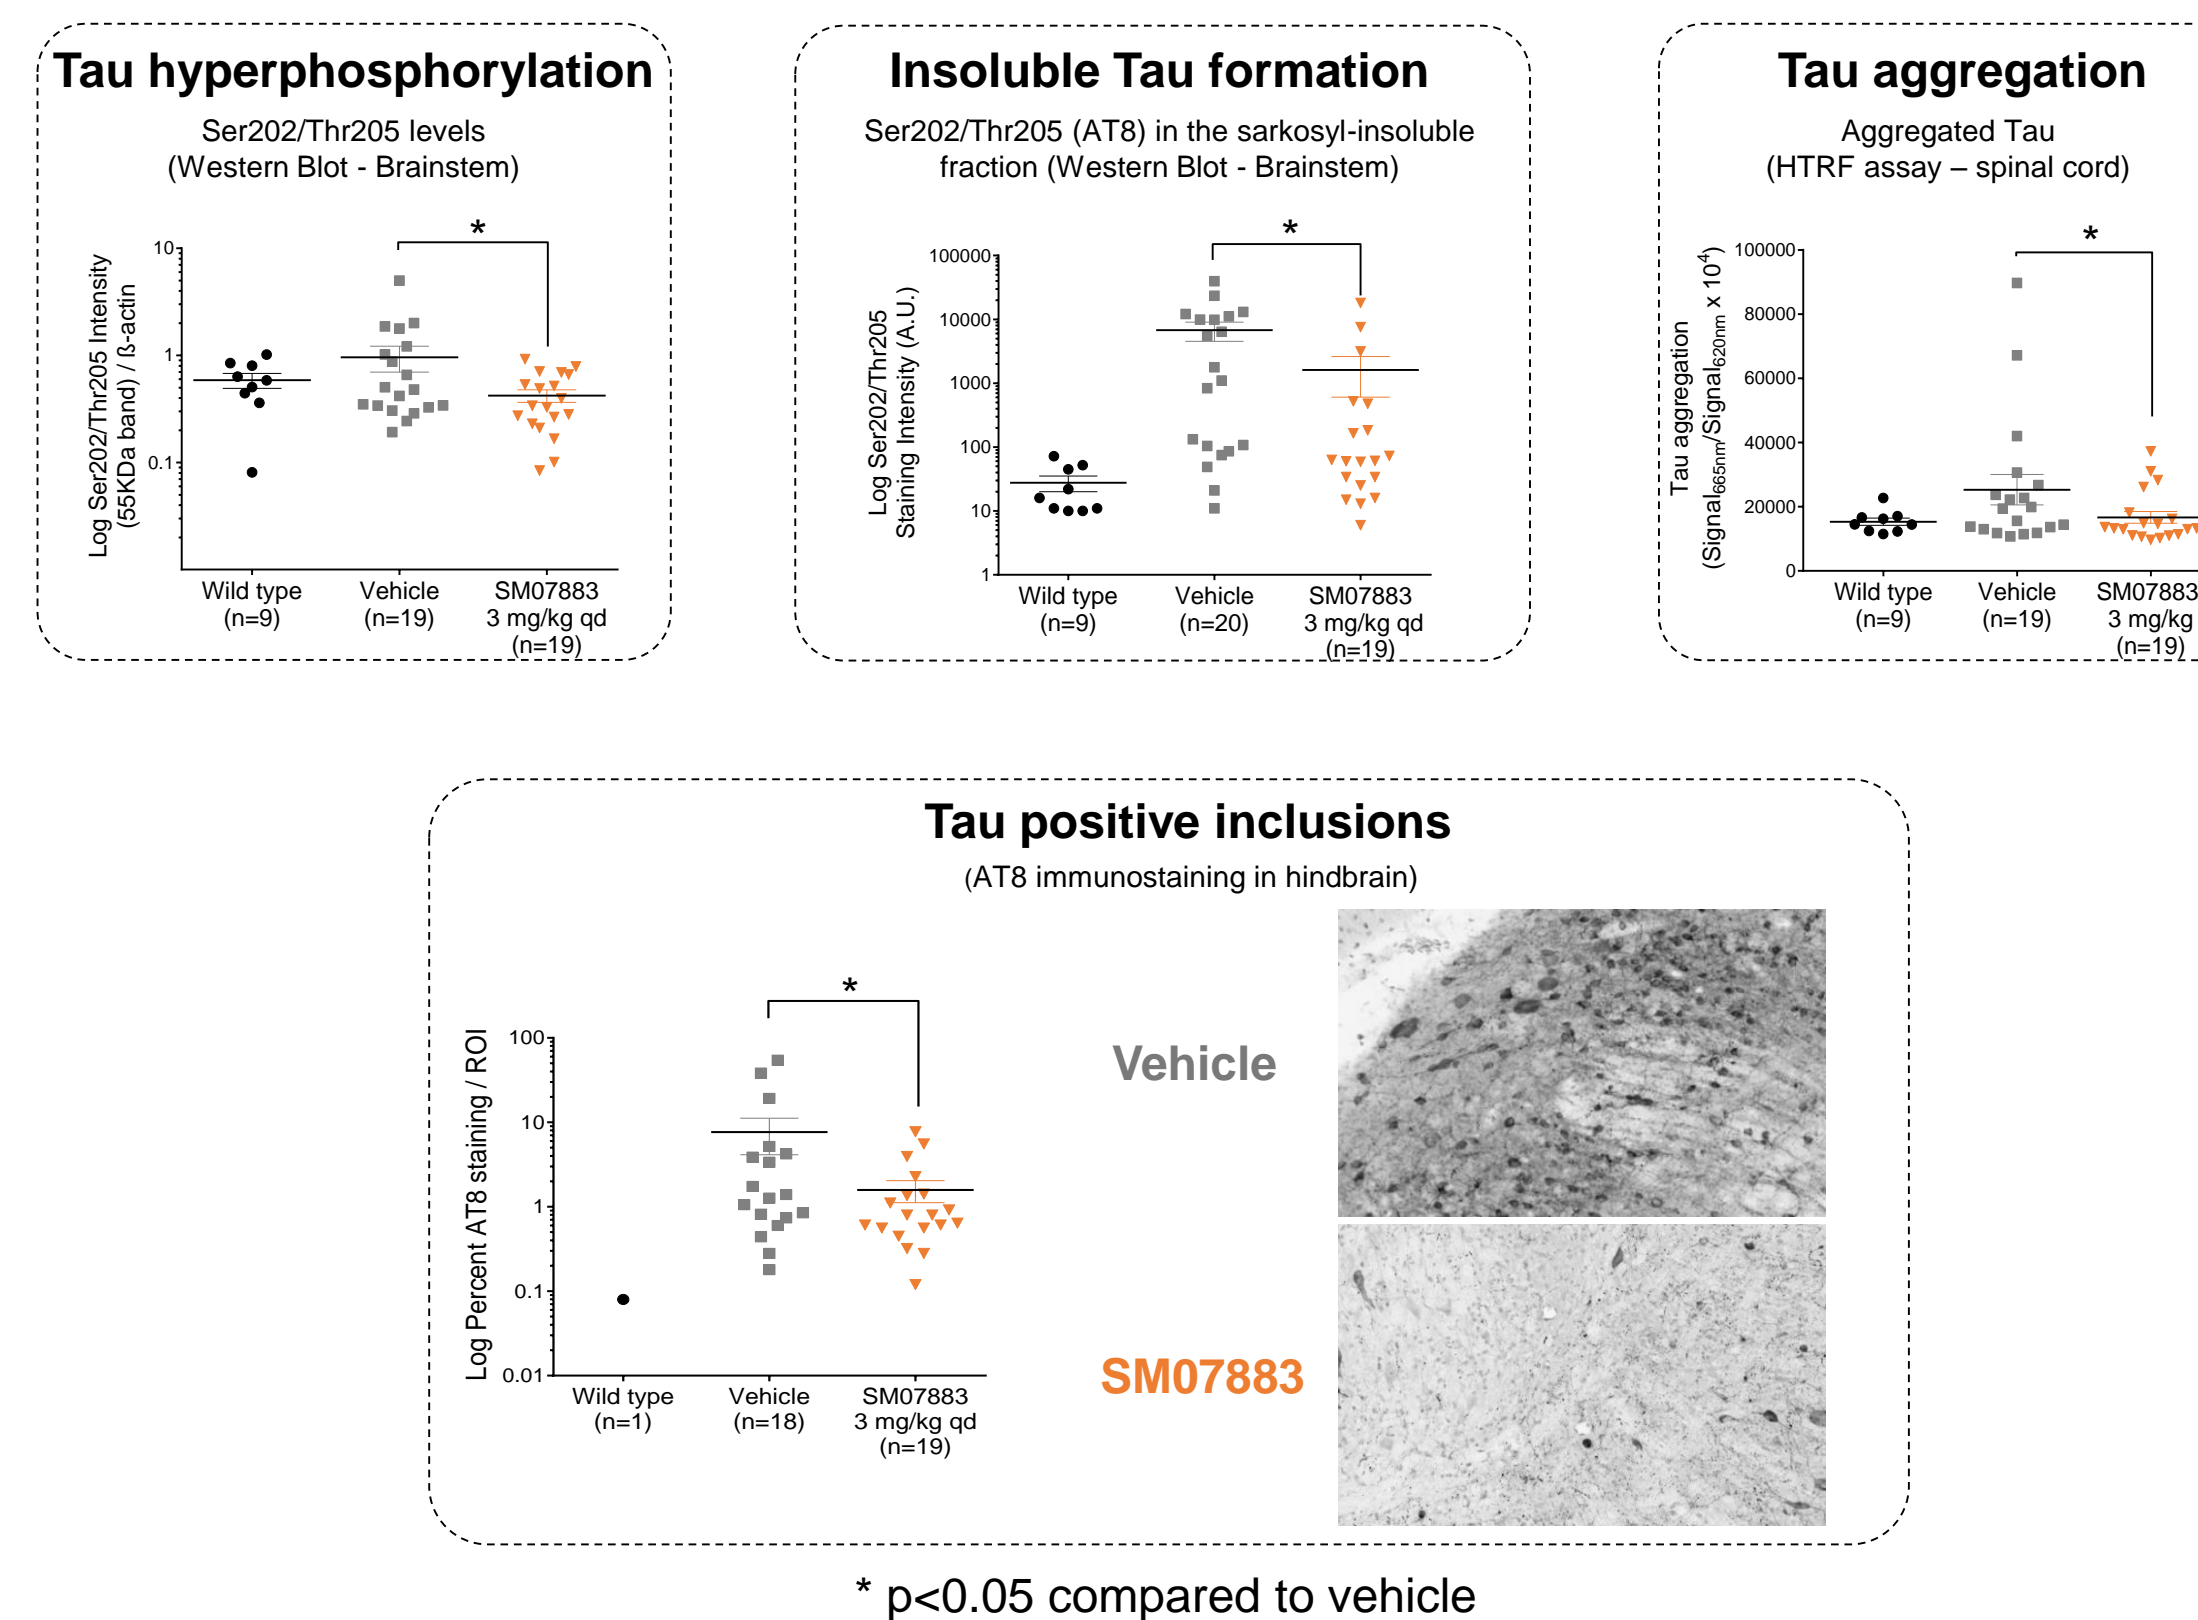 Tau hyperphosphorylation
Ser202/Thr205 levels
(Western Blot - Brainstem)
*
Log Ser202/Thr205 Intensity
(55KDa band) / ß-actin
10
1
0.1
Wild type
(n=9)
Vehicle
(n=19)
SM07883
3 mg/kg qd
(n=19)
Insoluble Tau formation
Ser202/Thr205 (AT8) in the sarkosyl-insoluble
fraction (Western Blot - Brainstem)
*
Log Ser202/Thr205
Staining Intensity (A.U.)
100000
10000
1000
100
10
1
Wild type
(n=9)
Vehicle
(n=20)
SM07883
3 mg/kg qd
(n=19)
Tau aggregation
Aggregated Tau
(HTRF assay – spinal cord)
*
Tau aggregation
(Signal665nm/Signal620nm x 10^4)
100000
80000
60000
40000
20000
0
Wild type
(n=9)
Vehicle
(n=19)
SM07883
3 mg/kg
(n=19)
Tau positive inclusions
(AT8 immunostaining in hindbrain)
*
Log Percent AT8 staining / ROI
100
10
1
0.1
0.01
Wild type
(n=1)
Vehicle
(n=18)
SM07883
3 mg/kg qd
(n=19)
Vehicle
SM07883
* p<0.05 compared to vehicle